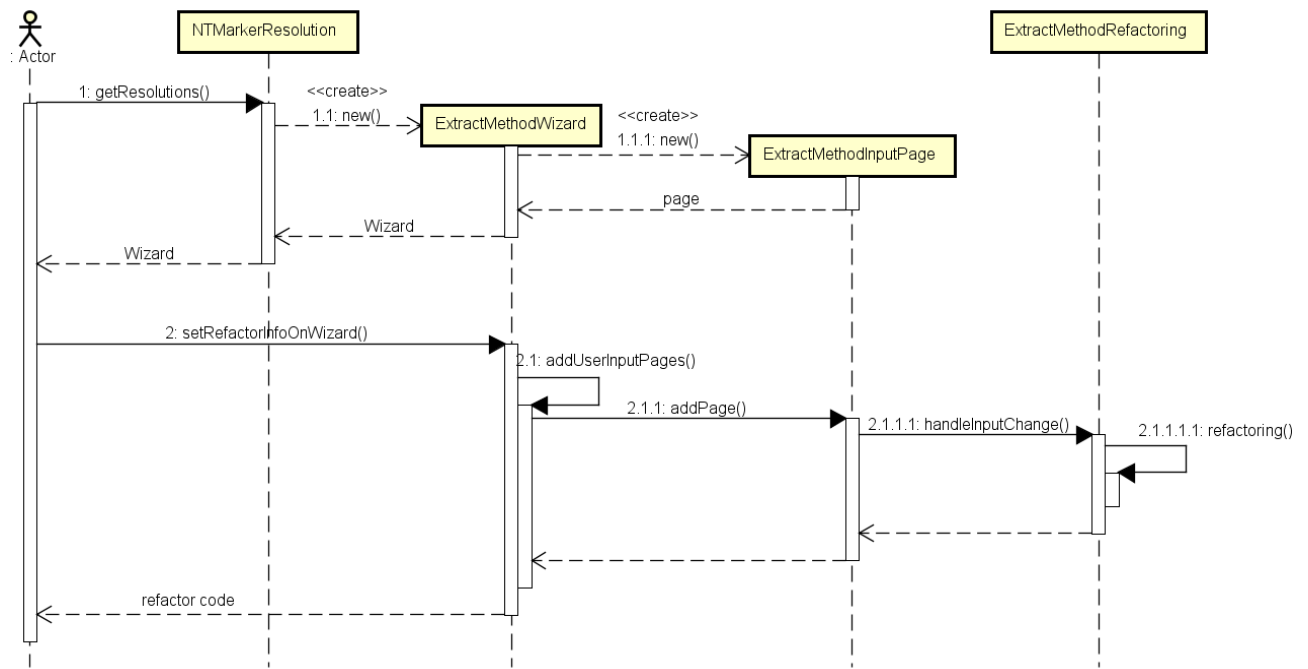 NTMarkerResolution
ExtractMethodRefactoring
: Actor
1: getResolutions()
<<create>>
1.1: new()
ExtractMethodWizard
<<create>>
1.1.1: new()
ExtractMethodInputPage
page
Wizard
Wizard
2: setRefactorInfoOnWizard()
2.1: addUserInputPages()
2.1.1: addPage()
2.1.1.1: handleInputChange()
2.1.1.1.1: refactoring()
refactor code